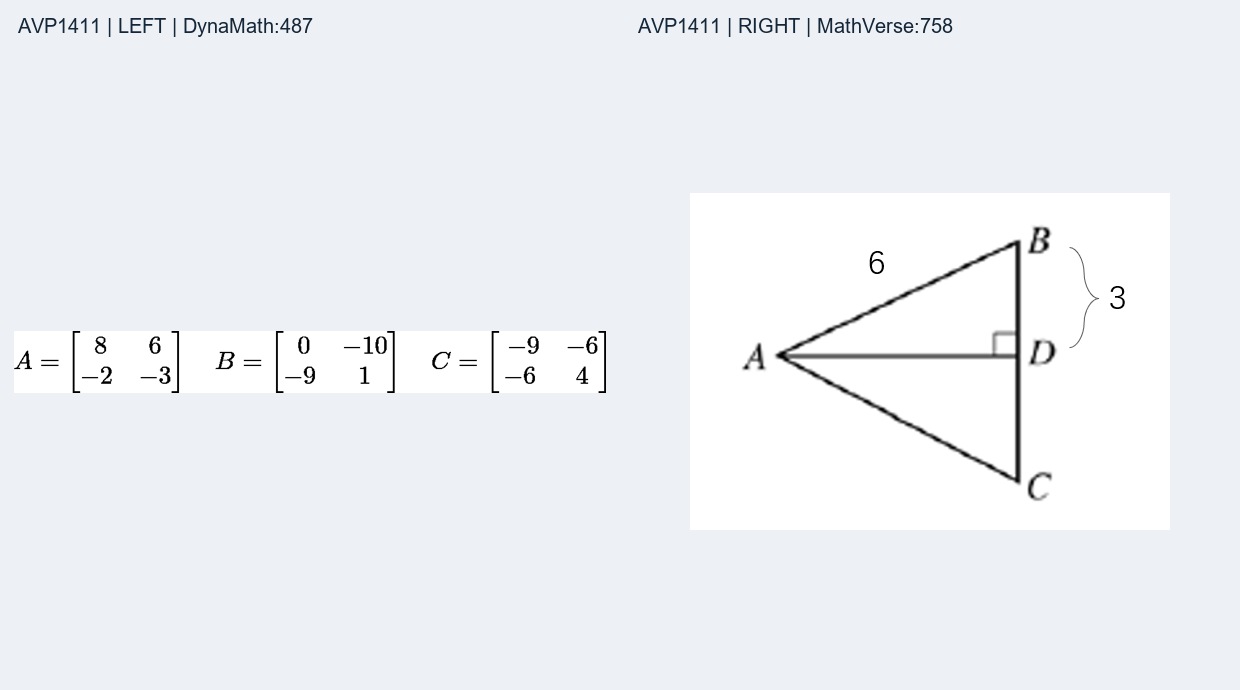 AVP1411 | LEFT | DynaMath:487
AVP1411 | RIGHT | MathVerse:758
A = [ 8 6 ] B = [ 0 −10 ] C = [ −9 −6 ]
[ −2 −3 ] [ −9 1 ] [ −6 4 ]
B
6
3
A
D
C